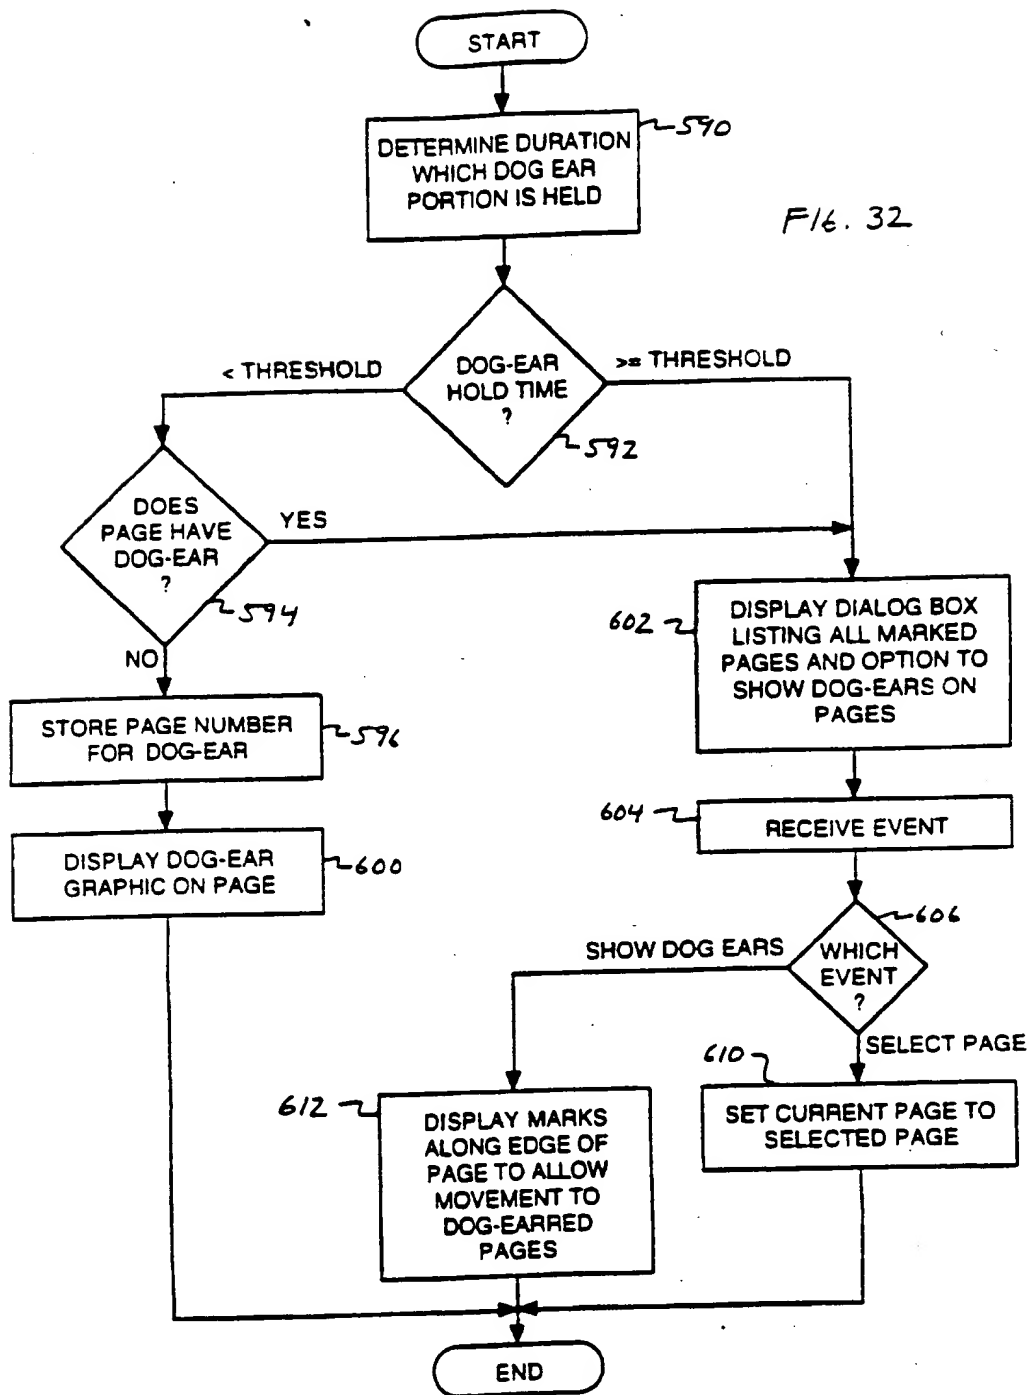 START
DETERMINE DURATION
WHICH DOG EAR
PORTION IS HELD
590
FIG. 32
DOG-EAR
HOLD TIME
?
592
< THRESHOLD
>= THRESHOLD
DOES
PAGE HAVE
DOG-EAR
?
594
YES
NO
STORE PAGE NUMBER
FOR DOG-EAR
596
DISPLAY DOG-EAR
GRAPHIC ON PAGE
600
602
DISPLAY DIALOG BOX
LISTING ALL MARKED
PAGES AND OPTION TO
SHOW DOG-EARS ON
PAGES
604
RECEIVE EVENT
606
WHICH
EVENT
?
SHOW DOG EARS
SELECT PAGE
610
SET CURRENT PAGE TO
SELECTED PAGE
612
DISPLAY MARKS
ALONG EDGE OF
PAGE TO ALLOW
MOVEMENT TO
DOG-EARRED
PAGES
END